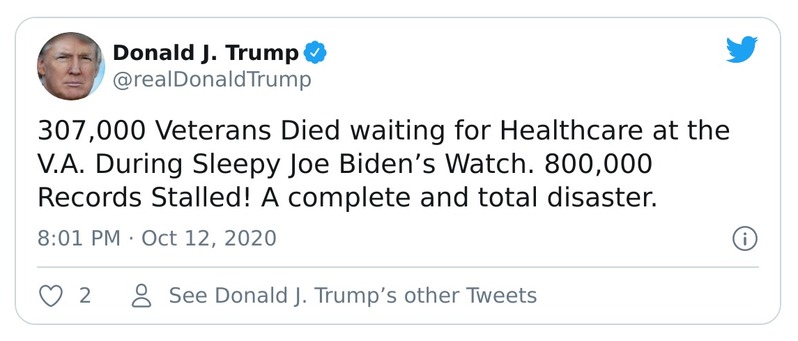 Donald J. Trump
@realDonaldTrump
307,000 Veterans Died waiting for Healthcare at the
V.A. During Sleepy Joe Biden’s Watch. 800,000
Records Stalled! A complete and total disaster.
8:01 PM · Oct 12, 2020
2
See Donald J. Trump’s other Tweets